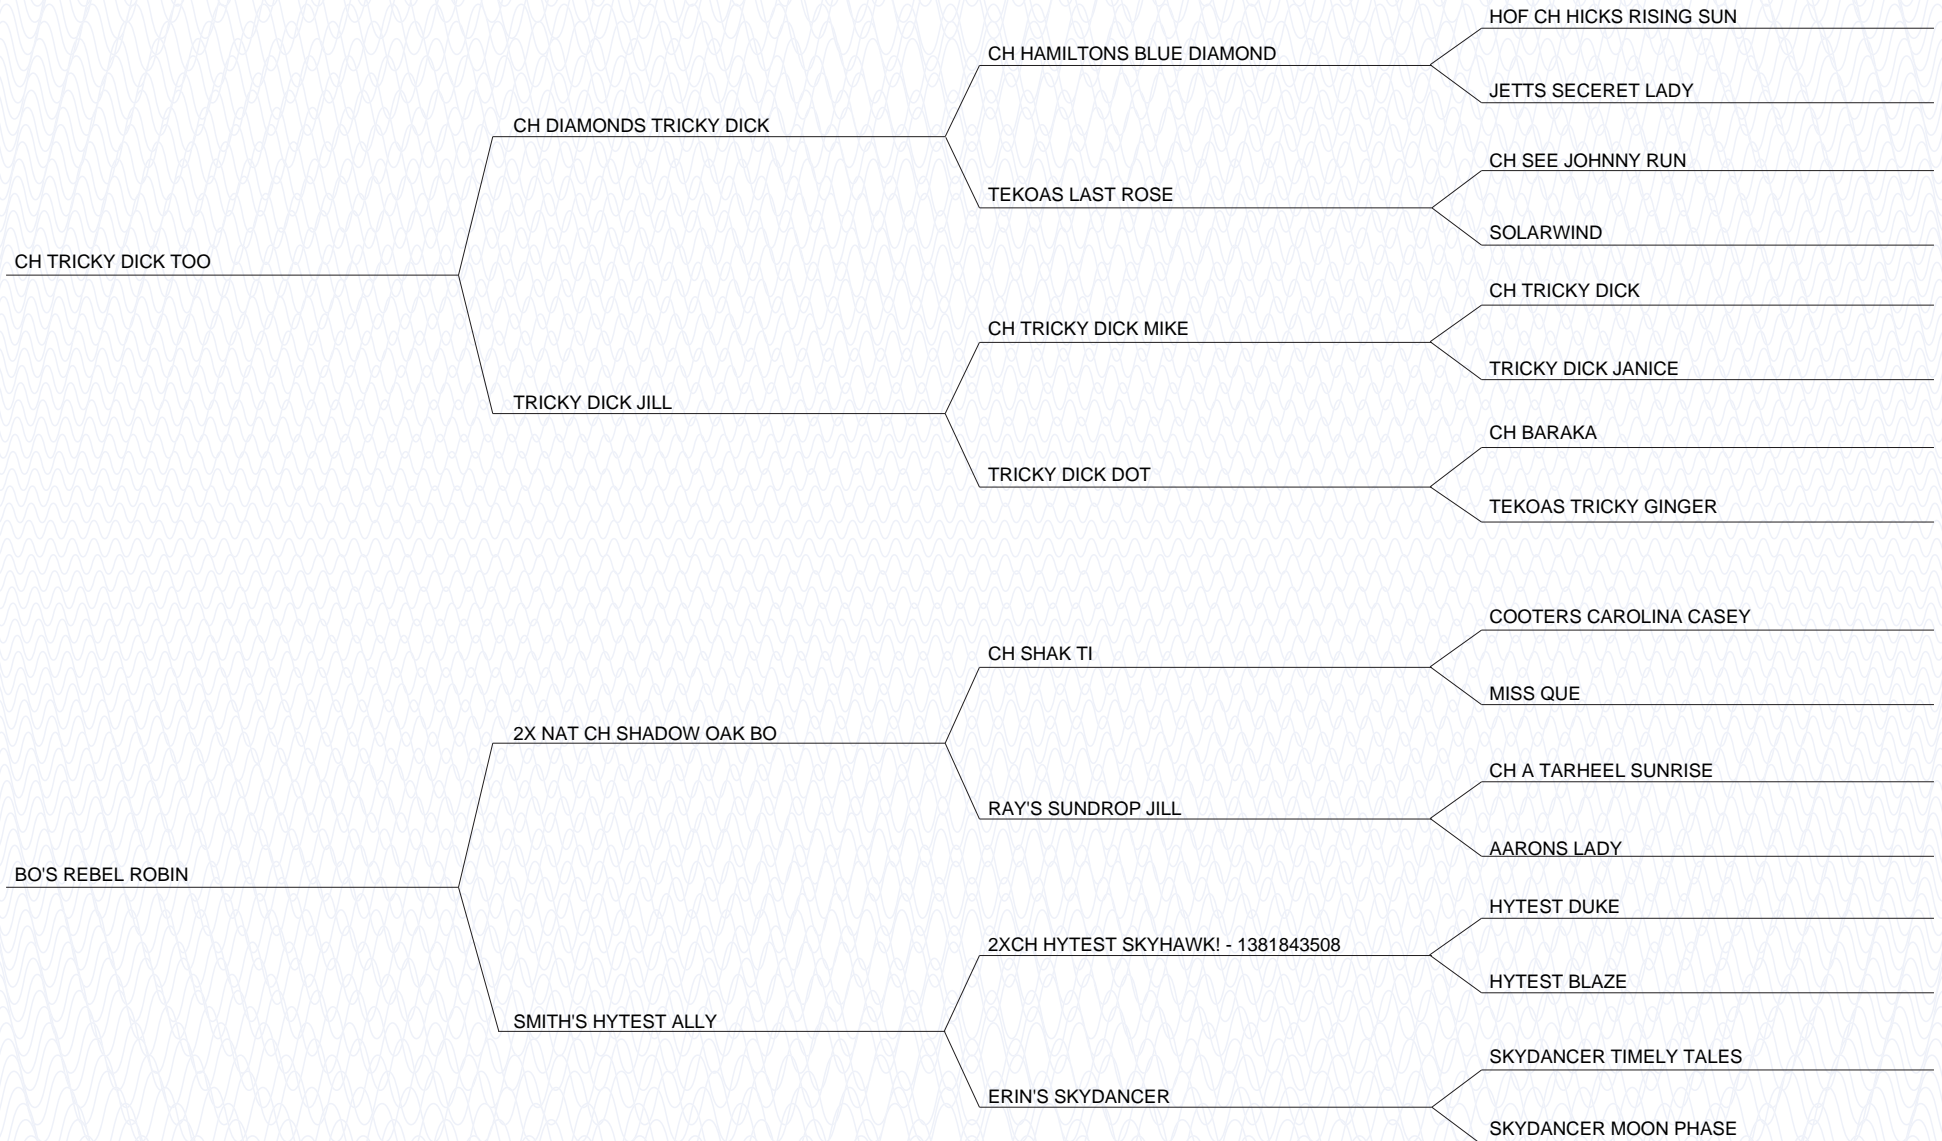 HOF CH HICKS RISING SUN
CH HAMILTONS BLUE DIAMOND
JETTS SECERET LADY
CH DIAMONDS TRICKY DICK
CH SEE JOHNNY RUN
TEKOAS LAST ROSE
SOLARWIND
CH TRICKY DICK TOO
CH TRICKY DICK
CH TRICKY DICK MIKE
TRICKY DICK JANICE
TRICKY DICK JILL
CH BARAKA
TRICKY DICK DOT
TEKOAS TRICKY GINGER
COOTERS CAROLINA CASEY
CH SHAK TI
MISS QUE
2X NAT CH SHADOW OAK BO
CH A TARHEEL SUNRISE
RAY'S SUNDROP JILL
AARONS LADY
BO'S REBEL ROBIN
HYTEST DUKE
2XCH HYTEST SKYHAWK! - 1381843508
HYTEST BLAZE
SMITH'S HYTEST ALLY
SKYDANCER TIMELY TALES
ERIN'S SKYDANCER
SKYDANCER MOON PHASE